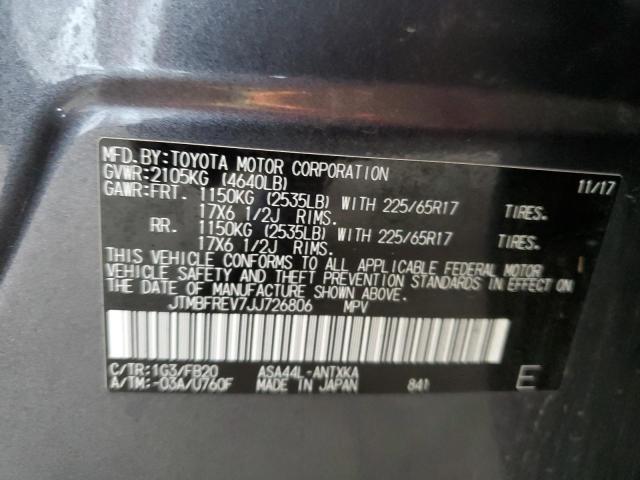 MFD. BY:TOYOTA MOTOR CORPORATION
GVWR:2105KG (4640LB) 11/17
GAWR:FRT. 1150KG (2535LB) WITH 225/65R17 TIRES.
17X6 1/2J RIMS.
RR. 1150KG (2535LB) WITH 225/65R17 TIRES.
17X6 1/2J RIMS.
THIS VEHICLE CONFORMS TO ALL APPLICABLE FEDERAL MOTOR
VEHICLE SAFETY AND THEFT PREVENTION STANDARDS IN EFFECT ON
THE DATE OF MANUFACTURE SHOWN ABOVE.
JTMBFREV7JJ726806 MPV
C/TR:1G3/FB20 ASA44L-ANTXKA
A/TM:-03A/U760F MADE IN JAPAN 841 E